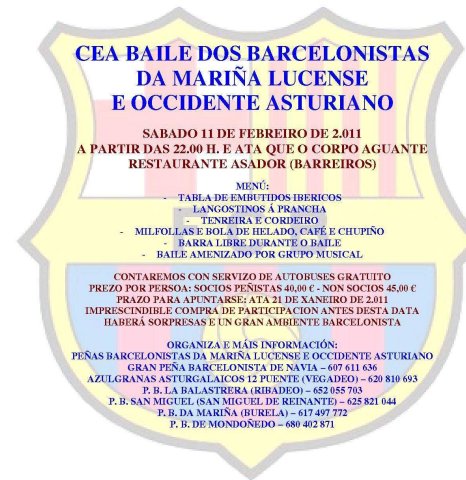 CEA BAILE DOS BARCELONISTAS
DA MARIÑA LUCENSE
E OCCIDENTE ASTURIANO
SABADO 11 DE FEBREIRO DE 2.011
A PARTIR DAS 22.00 H. E ATA QUE O CORPO AGUANTE
RESTAURANTE ASADOR (BARREIROS)
MENÚ:
- TABLA DE EMBUTIDOS IBERICOS
- LANGOSTINOS Á PRANCHA
- TENREIRA E CORDEIRO
- MILFOLLAS E BOLA DE HELADO, CAFÉ E CHUPIÑO
- BARRA LIBRE DURANTE O BAILE
- BAILE AMENIZADO POR GRUPO MUSICAL
CONTAREMOS CON SERVIZO DE AUTOBUSES GRATUITO
PREZO POR PERSOA: SOCIOS PEÑISTAS 40,00 € - NON SOCIOS 45,00 €
PRAZO PARA APUNTARSE: ATÁ 21 DE XANEIRO DE 2.011
IMPRESCINDIBLE COMPRA DE PARTICIPACION ANTES DESTA DATA
HABERÁ SORPRESAS E UN GRAN AMBIENTE BARCELONISTA
ORGANIZA E MÁIS INFORMACIÓN:
PEÑAS BARCELONISTAS DA MARIÑA LUCENSE E OCCIDENTE ASTURIANO
GRAN PEÑA BARCELONISTA DE NAVIA – 607 611 636
AZULGRANAS ASTURGALAICOS 12 PUENTE (VEGADEO) – 620 810 693
P. B. LA BALASTRERA (RIBADEO) – 652 055 703
P. B. SAN MIGUEL (SAN MIGUEL DE REINANTE) – 625 821 044
P. B. DA MARIÑA (BURELA) – 617 497 772
P. B. DE MONDOÑEDO – 680 402 871